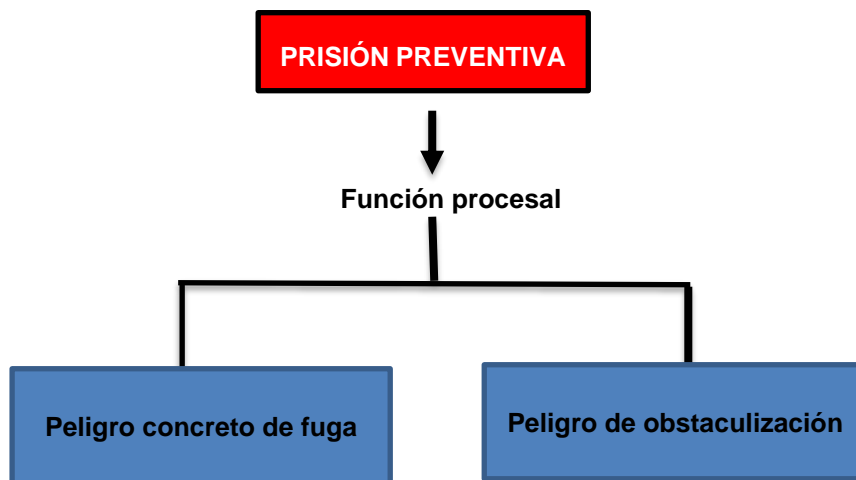 PRISIÓN PREVENTIVA
Función procesal
Peligro concreto de fuga
Peligro de obstaculización